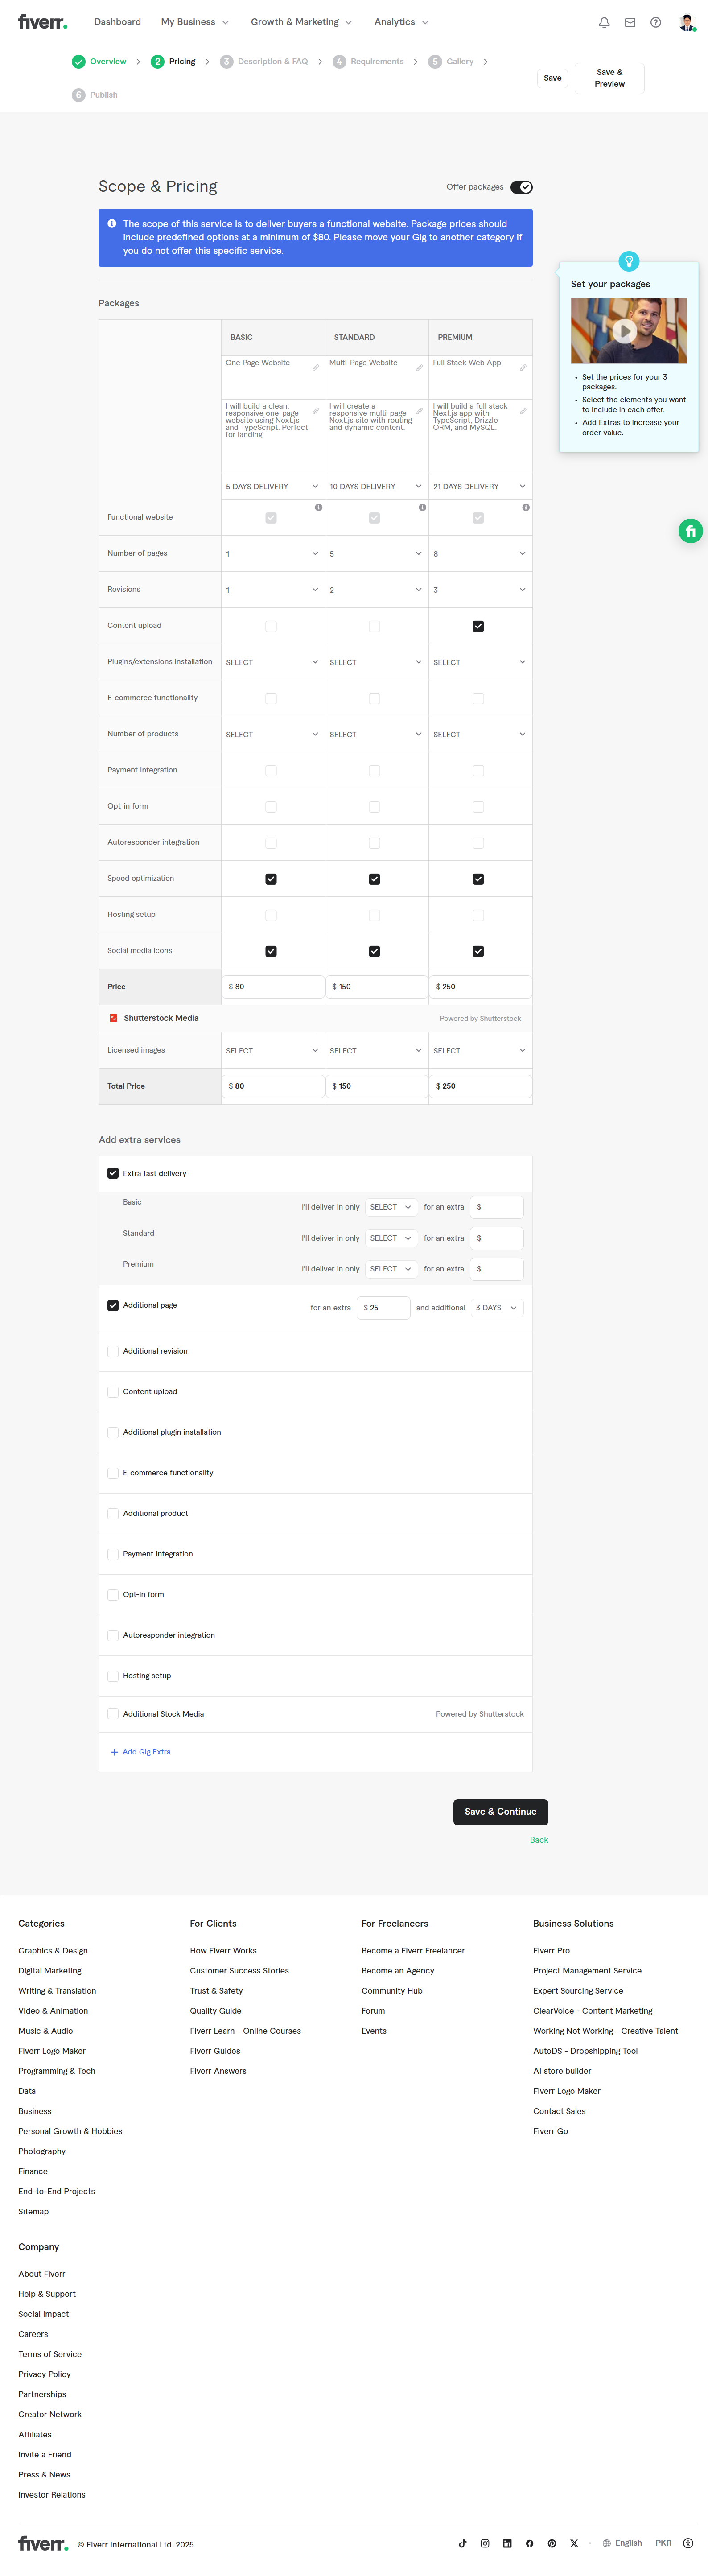 fiverr.
Dashboard
My Business
Growth & Marketing
Analytics
Overview
2 Pricing
3 Description & FAQ
4 Requirements
5 Gallery
6 Publish
Save
Save &
Preview
Scope & Pricing
Offer packages
The scope of this service is to deliver buyers a functional website. Package prices should
include predefined options at a minimum of $80. Please move your Gig to another category if
you do not offer this specific service.
Set your packages
Set the prices for your 3
packages.
Select the elements you want
to include in each offer.
Add Extras to increase your
order value.
fi
Packages
BASIC STANDARD PREMIUM
One Page Website Multi-Page Website Full Stack Web App
I will build a clean,
responsive one-page
website using Next.js
and TypeScript. Perfect
for landing
I will create a
responsive multi-page
Next.js site with routing
and dynamic content.
I will build a full stack
Next.js app with
TypeScript, Drizzle
ORM, and MySQL.
5 DAYS DELIVERY 10 DAYS DELIVERY 21 DAYS DELIVERY
Functional website
Number of pages 1 5 8
Revisions 1 2 3
Content upload
Plugins/extensions installation SELECT SELECT SELECT
E-commerce functionality
Number of products SELECT SELECT SELECT
Payment Integration
Opt-in form
Autoresponder integration
Speed optimization
Hosting setup
Social media icons
Price $ 80 $ 150 $ 250
Shutterstock Media Powered by Shutterstock
Licensed images SELECT SELECT SELECT
Total Price $ 80 $ 150 $ 250
Add extra services
Extra fast delivery
Basic I'll deliver in only SELECT for an extra $
Standard I'll deliver in only SELECT for an extra $
Premium I'll deliver in only SELECT for an extra $
Additional page for an extra $ 25 and additional 3 DAYS
Additional revision
Content upload
Additional plugin installation
E-commerce functionality
Additional product
Payment Integration
Opt-in form
Autoresponder integration
Hosting setup
Additional Stock Media Powered by Shutterstock
+ Add Gig Extra
Save & Continue
Back
Categories
Graphics & Design
Digital Marketing
Writing & Translation
Video & Animation
Music & Audio
Fiverr Logo Maker
Programming & Tech
Data
Business
Personal Growth & Hobbies
Photography
Finance
End-to-End Projects
Sitemap
For Clients
How Fiverr Works
Customer Success Stories
Trust & Safety
Quality Guide
Fiverr Learn - Online Courses
Fiverr Guides
Fiverr Answers
For Freelancers
Become a Fiverr Freelancer
Become an Agency
Community Hub
Forum
Events
Business Solutions
Fiverr Pro
Project Management Service
Expert Sourcing Service
ClearVoice - Content Marketing
Working Not Working - Creative Talent
AutoDS - Dropshipping Tool
AI store builder
Fiverr Logo Maker
Contact Sales
Fiverr Go
Company
About Fiverr
Help & Support
Social Impact
Careers
Terms of Service
Privacy Policy
Partnerships
Creator Network
Affiliates
Invite a Friend
Press & News
Investor Relations
fiverr. © Fiverr International Ltd. 2025
English
PKR